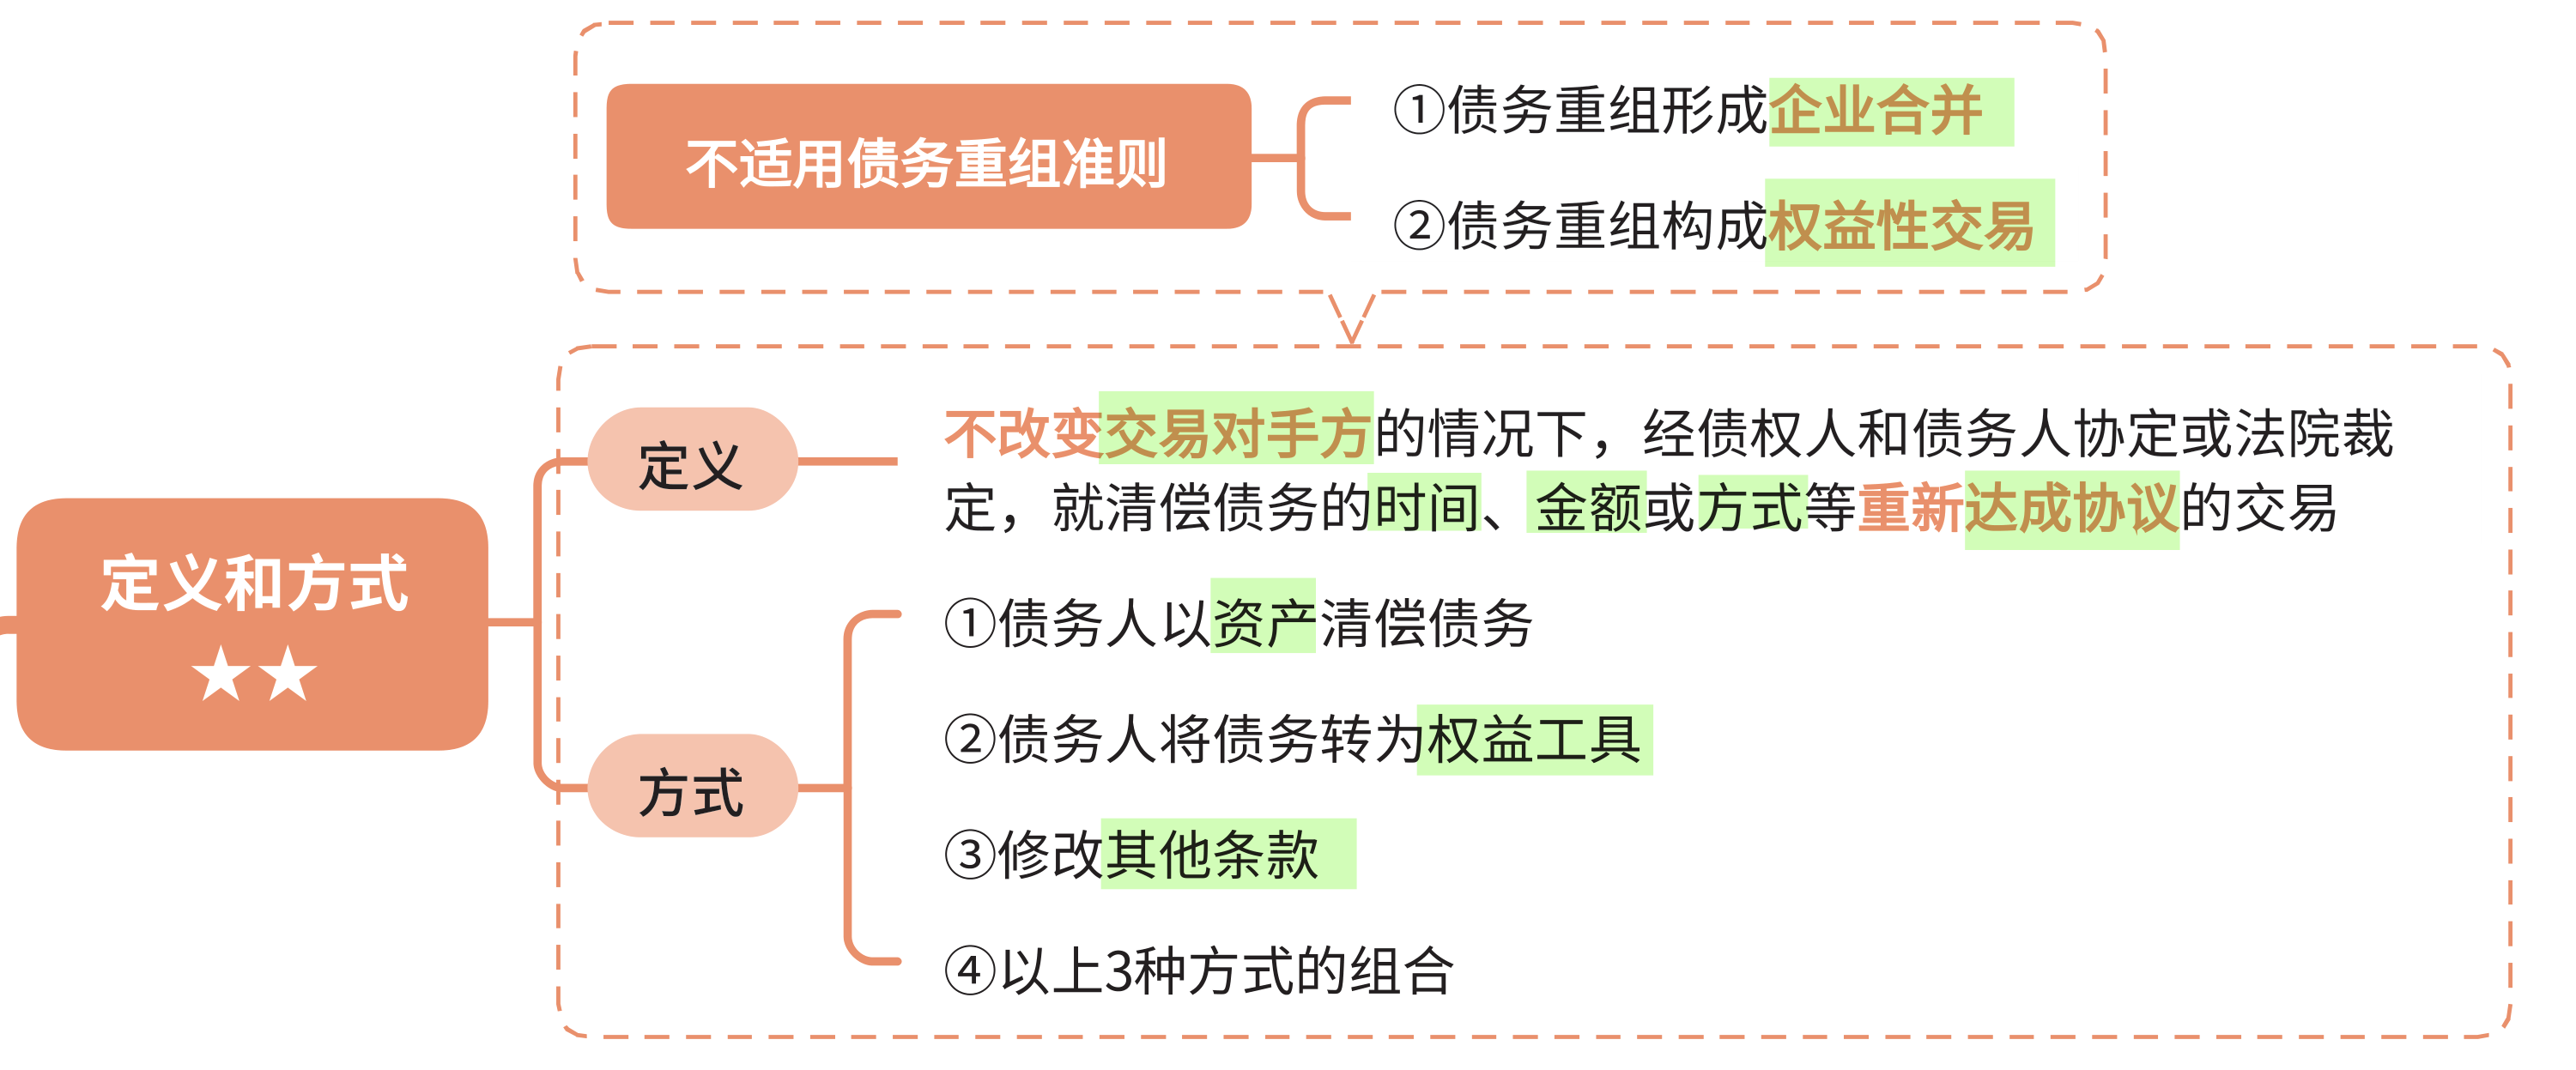 不适用债务重组准则
①债务重组形成企业合并
②债务重组构成权益性交易
定义和方式
★★
定义
不改变交易对手方的情况下，经债权人和债务人协定或法院裁
定，就清偿债务的时间、金额或方式等重新达成协议的交易
方式
①债务人以资产清偿债务
②债务人将债务转为权益工具
③修改其他条款
④以上3种方式的组合